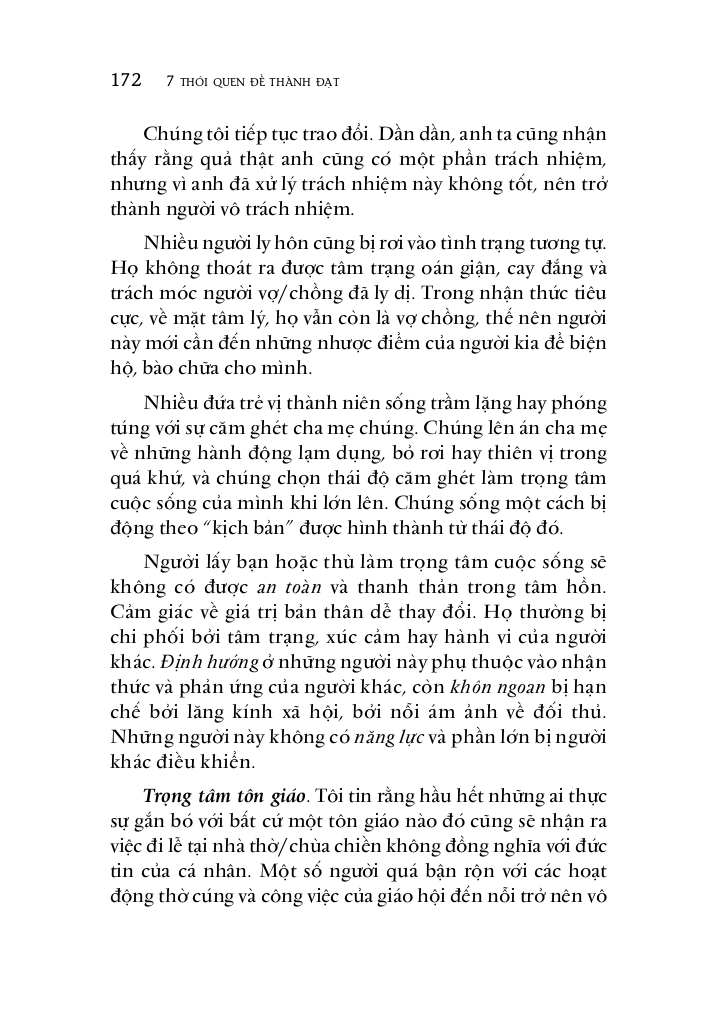 172 7 THÓI QUEN ĐỂ THÀNH ĐẠT
Chúng tôi tiếp tục trao đổi. Dần dần, anh ta cũng nhận
thấy rằng quả thật anh cũng có một phần trách nhiệm,
nhưng vì anh đã xử lý trách nhiệm này không tốt, nên trở
thành người vô trách nhiệm.
Nhiều người ly hôn cũng bị rơi vào tình trạng tương tự.
Họ không thoát ra được tâm trạng oán giận, cay đắng và
trách móc người vợ/chồng đã ly dị. Trong nhận thức tiêu
cực, về mặt tâm lý, họ vẫn còn là vợ chồng, thế nên người
này mới cần đến những nhược điểm của người kia để biện
hộ, bào chữa cho mình.
Nhiều đứa trẻ vị thành niên sống trầm lặng hay phóng
túng với sự căm ghét cha mẹ chúng. Chúng lên án cha mẹ
về những hành động lạm dụng, bỏ rơi hay thiên vị trong
quá khứ, và chúng chọn thái độ căm ghét làm trọng tâm
cuộc sống của mình khi lớn lên. Chúng sống một cách bị
động theo “kịch bản” được hình thành từ thái độ đó.
Người lấy bạn hoặc thù làm trọng tâm cuộc sống sẽ
không có được an toàn và thanh thản trong tâm hồn.
Cảm giác về giá trị bản thân dễ thay đổi. Họ thường bị
chi phối bởi tâm trạng, xúc cảm hay hành vi của người
khác. Định hướng ở những người này phụ thuộc vào nhận
thức và phản ứng của người khác, còn khôn ngoan bị hạn
chế bởi lăng kính xã hội, bởi nỗi ám ảnh về đối thủ.
Những người này không có năng lực và phần lớn bị người
khác điều khiển.
Trọng tâm tôn giáo. Tôi tin rằng hầu hết những ai thực
sự gắn bó với bất cứ một tôn giáo nào đó cũng sẽ nhận ra
việc đi lễ tại nhà thờ/chùa chiền không đồng nghĩa với đức
tin của cá nhân. Một số người quá bận rộn với các hoạt
động thờ cúng và công việc của giáo hội đến nỗi trở nên vô